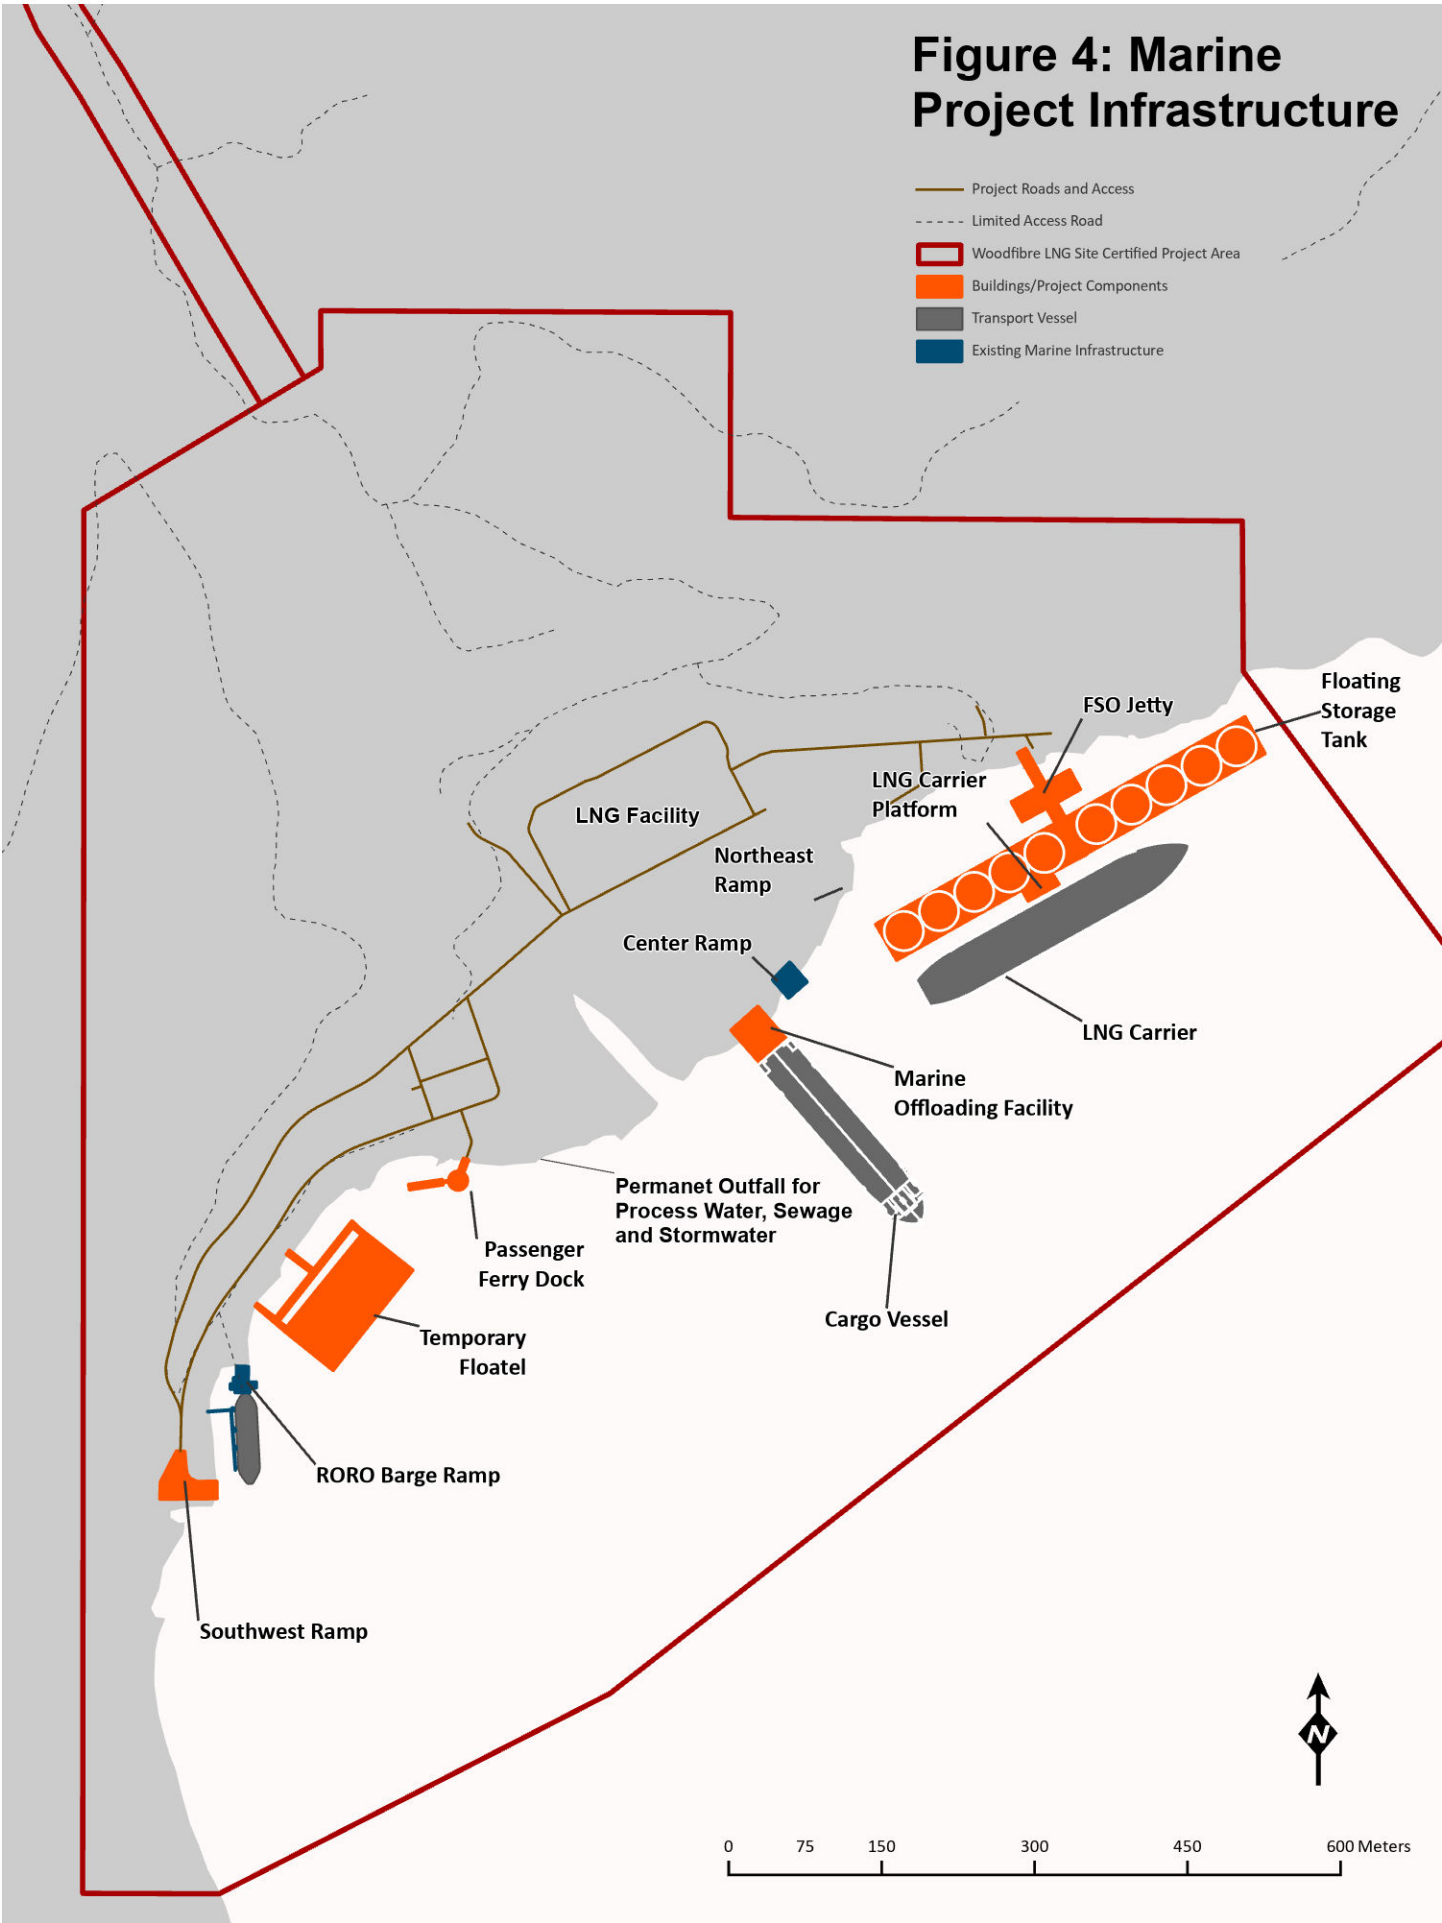 Figure 4: Marine
Project Infrastructure
Project Roads and Access
Limited Access Road
Woodfibre LNG Site Certified Project Area
Buildings/Project Components
Transport Vessel
Existing Marine Infrastructure
Floating
Storage
Tank
FSO Jetty
LNG Carrier
Platform
LNG Facility
Northeast
Ramp
Center Ramp
LNG Carrier
Marine
Offloading Facility
Permanet Outfall for
Process Water, Sewage
and Stormwater
Passenger
Ferry Dock
Cargo Vessel
Temporary
Floatel
RORO Barge Ramp
Southwest Ramp
N
0 75 150 300 450 600 Meters